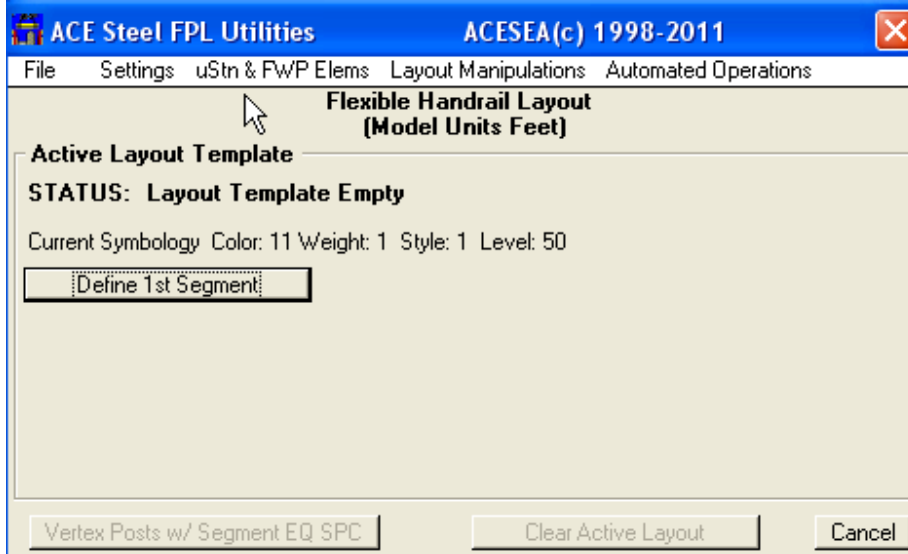 ACE Steel FPL Utilities ACESEA(c) 1998-2011
File Settings uStn & FWP Elems Layout Manipulations Automated Operations
Flexible Handrail Layout
(Model Units Feet)
Active Layout Template
STATUS: Layout Template Empty
Current Symbology Color: 11 Weight: 1 Style: 1 Level: 50
Define 1st Segment
Vertex Posts w/ Segment EQ SPC Clear Active Layout Cancel